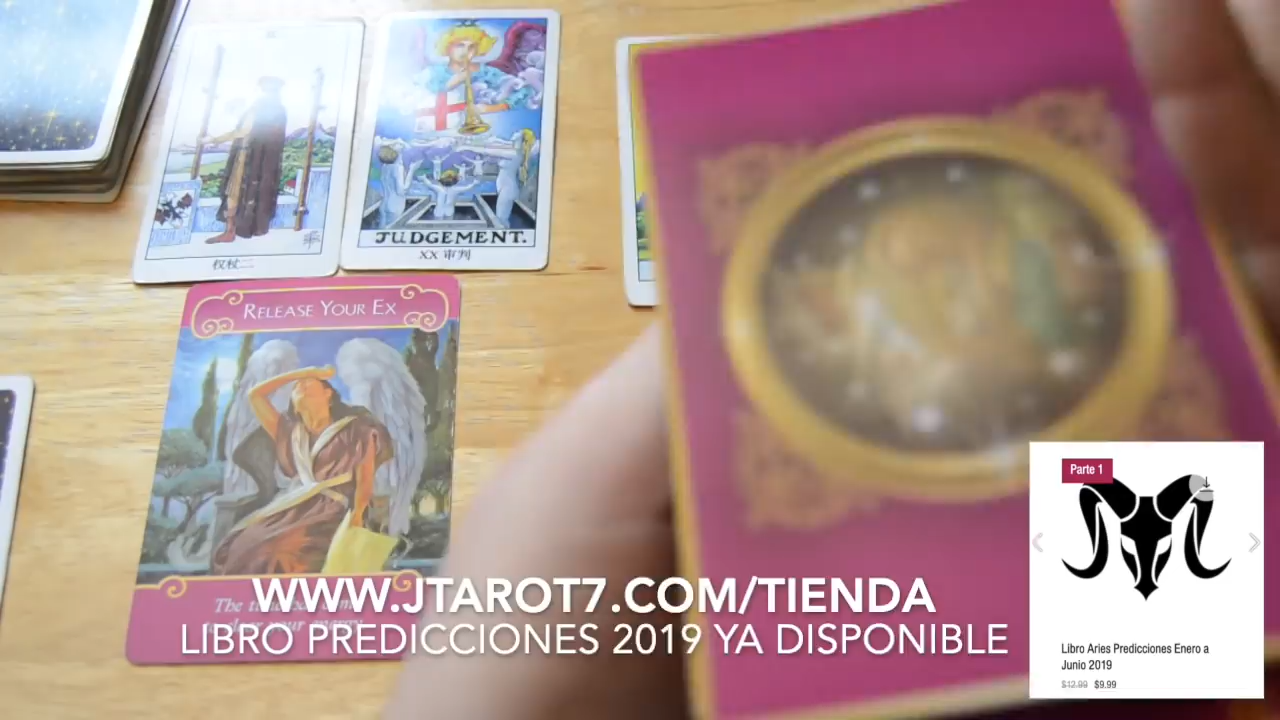 权杖二
JUDGEMENT.
XX 审判
RELEASE YOUR EX
The
WWW.JTAROT7.COM/TIENDA
LIBRO PREDICCIONES 2019 YA DISPONIBLE
Parte 1
Libro Aries Predicciones Enero a
Junio 2019
$12.99 $9.99